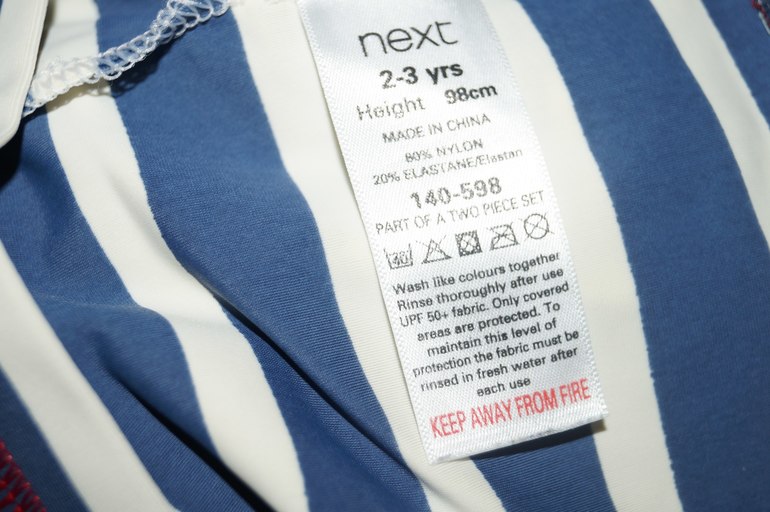 next
2-3 yrs
Height 98cm
MADE IN CHINA
80% NYLON
20% ELASTANE/Elastan
140-598
PART OF A TWO PIECE SET
40
Wash like colours together
Rinse thoroughly after use
UPF 50+ fabric. Only covered
areas are protected. To
maintain this level of
protection the fabric must be
rinsed in fresh water after
each use
KEEP AWAY FROM FIRE